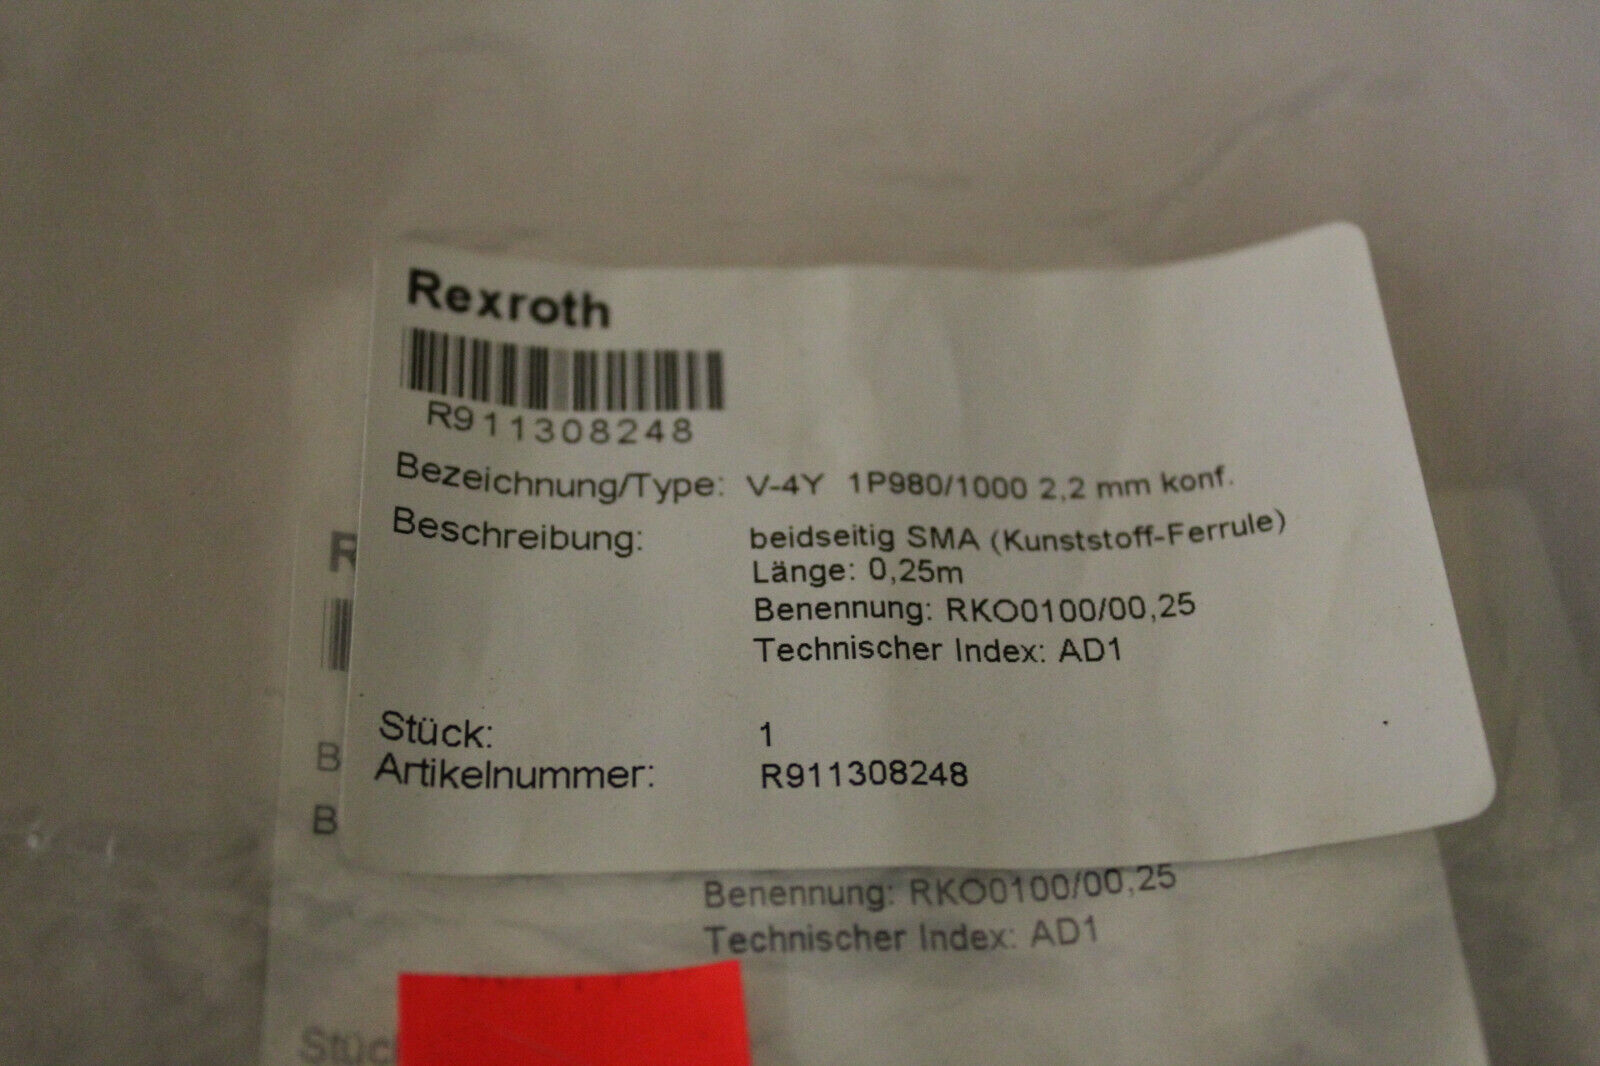 Rexroth
R911308248
Bezeichnung/Type: V-4Y 1P980/1000 2,2 mm konf.
Beschreibung: beidseitig SMA (Kunststoff-Ferrule)
Länge: 0,25m
Benennung: RKO0100/00,25
Technischer Index: AD1
Stück: 1
Artikelnummer: R911308248
R
B
B
Benennung: RKO0100/00,25
Technischer Index: AD1
Stüc